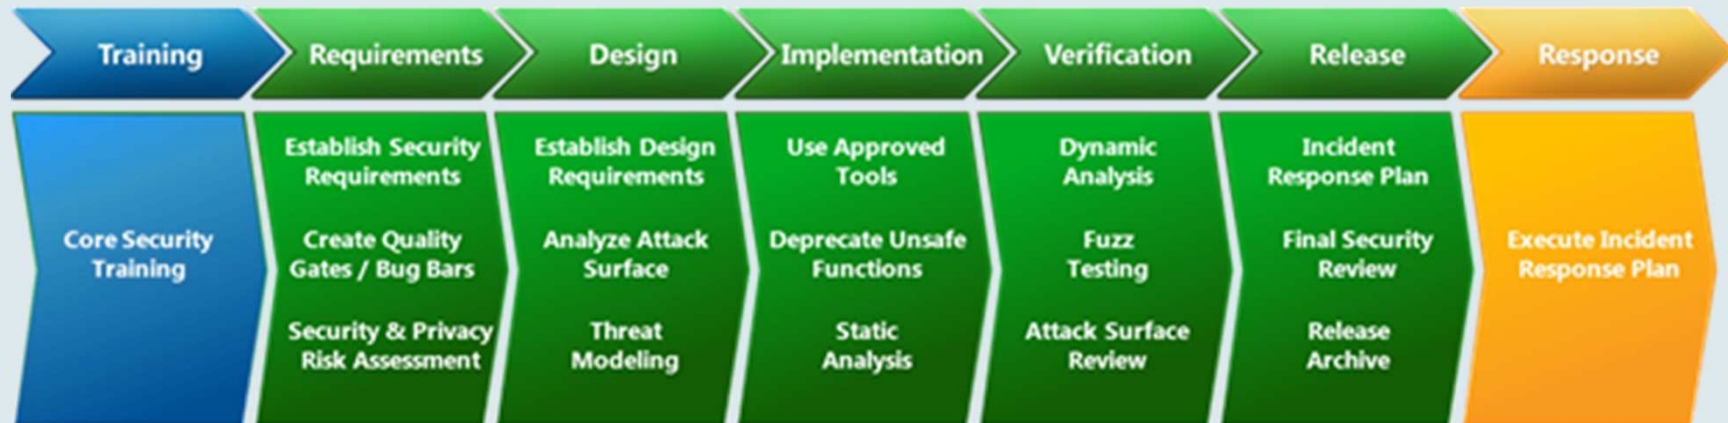 Training
Requirements
Design
Implementation
Verification
Release
Response
Core Security
Training
Establish Security
Requirements
Create Quality
Gates / Bug Bars
Security & Privacy
Risk Assessment
Establish Design
Requirements
Analyze Attack
Surface
Threat
Modeling
Use Approved
Tools
Deprecate Unsafe
Functions
Static
Analysis
Dynamic
Analysis
Fuzz
Testing
Attack Surface
Review
Incident
Response Plan
Final Security
Review
Release
Archive
Execute Incident
Response Plan